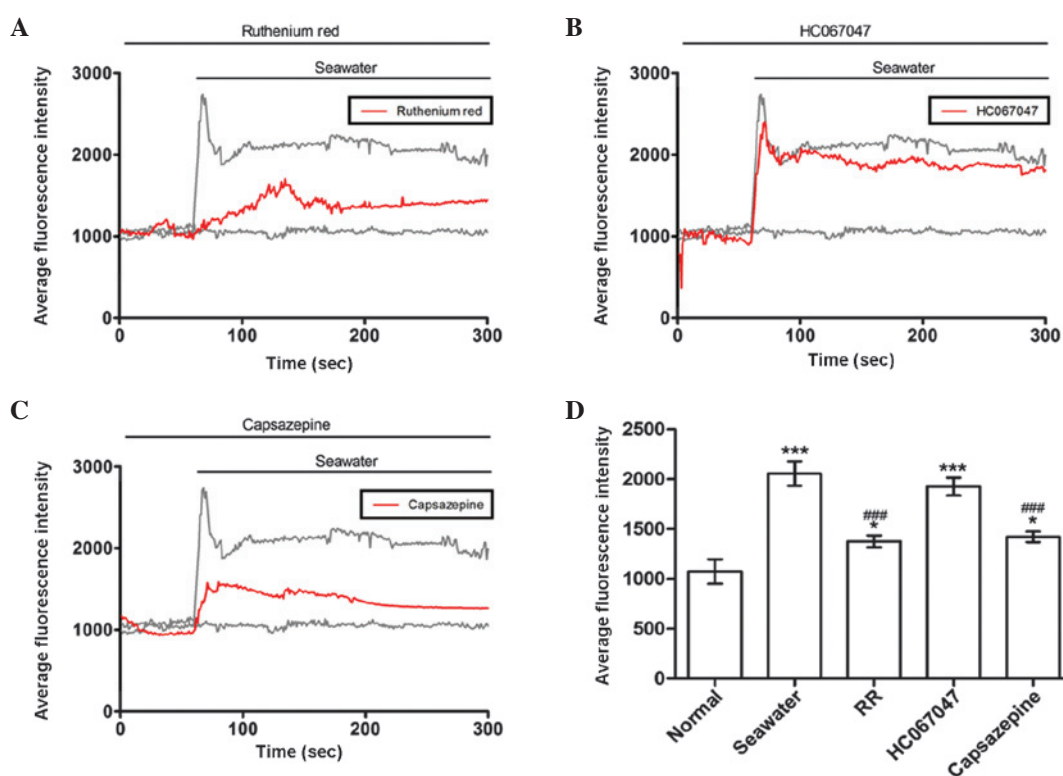 A
Ruthenium red
Seawater
Ruthenium red
Average fluorescence intensity
3000
2000
1000
0
0 100 200 300
Time (sec)
B
HC067047
Seawater
HC067047
Average fluorescence intensity
3000
2000
1000
0
0 100 200 300
Time (sec)
C
Capsazepine
Seawater
Capsazepine
Average fluorescence intensity
3000
2000
1000
0
0 100 200 300
Time (sec)
D
Average fluorescence intensity
2500
2000
1500
1000
500
0
***
###
*
***
###
*
Normal
Seawater
RR
HC067047
Capsazepine